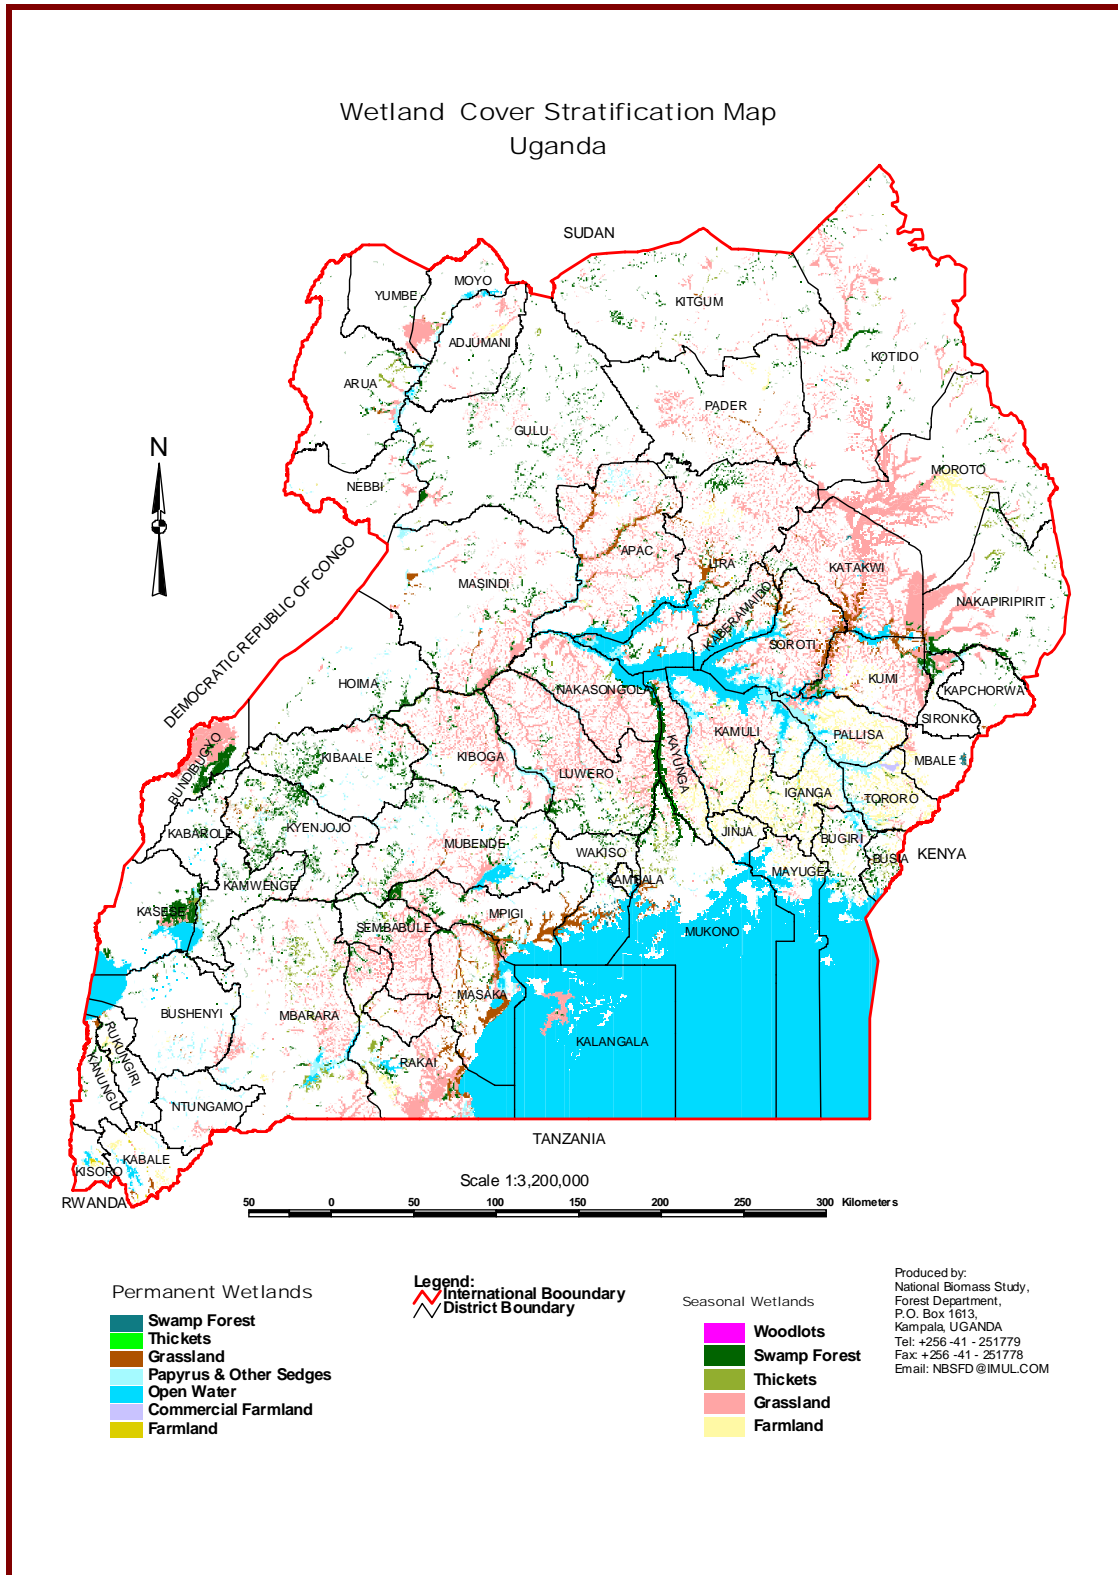 Wetland Cover Stratification Map
Uganda
SUDAN
MOYO
YUMBE
KITGUM
ADJUMANI
KOTIDO
ARUA
PADER
GULU
N
MOROTO
NEBBI
APAC
LIRA
KATAKWI
MASINDI
NAKAPIRIPIRIT
KABERAMAIDO
DEMOCRATIC REPUBLIC OF CONGO
SOROTI
KUMI
HOIMA
NAKASONGOLA
KAPCHORWA
SIRONKO
KAMULI
PALLISA
BUNDIBUGYO
KIBAALE
KIBOGA
LUWERO
KAYUNGA
MBALE
IGANGA
TORORO
KABAROLE
KYENJOJO
MUBENDE
JINJA
BUGIRI
WAKISO
BUSIA
KENYA
KAMWENGE
KAMPALA
MAYUGE
KASESE
SEMBABULE
MPIGI
MUKONO
MASAKA
BUSHENYI
MBARARA
KALANGALA
RUKUNGIRI
KANUNGU
RAKAI
NTUNGAMO
TANZANIA
KABALE
KISORO
RWANDA
Scale 1:3,200,000
50 0 50 100 150 200 250 300 Kilometers
Permanent Wetlands
Swamp Forest
Thickets
Grassland
Papyrus & Other Sedges
Open Water
Commercial Farmland
Farmland
Legend:
International Booundary
District Boundary
Seasonal Wetlands
Woodlots
Swamp Forest
Thickets
Grassland
Farmland
Produced by:
National Biomass Study,
Forest Department,
P.O. Box 1613,
Kampala, UGANDA
Tel: +256 -41 - 251779
Fax: +256 -41 - 251778
Email: NBSFD@IMUL.COM